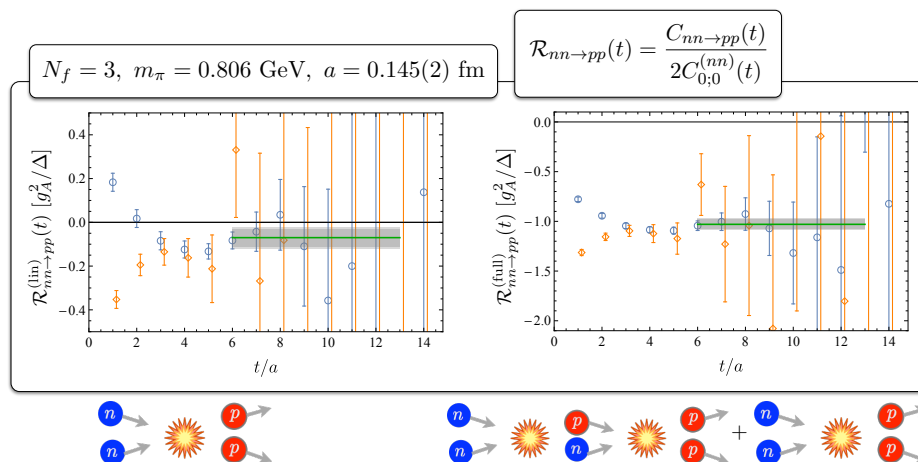 N_f = 3, m_π = 0.806 GeV, a = 0.145(2) fm
R_{nn→pp}(t) = C_{nn→pp}(t) / 2C_{0;0}^{(nn)}(t)
R_{nn→pp}^{(lin)}(t) [g_A^2/Δ]
0.4
0.2
0.0
−0.2
−0.4
0 2 4 6 8 10 12 14
t/a
R_{nn→pp}^{(full)}(t) [g_A^2/Δ]
0.0
−0.5
−1.0
−1.5
−2.0
0 2 4 6 8 10 12 14
t/a
n p
n p
n p p + n p
n n p n p